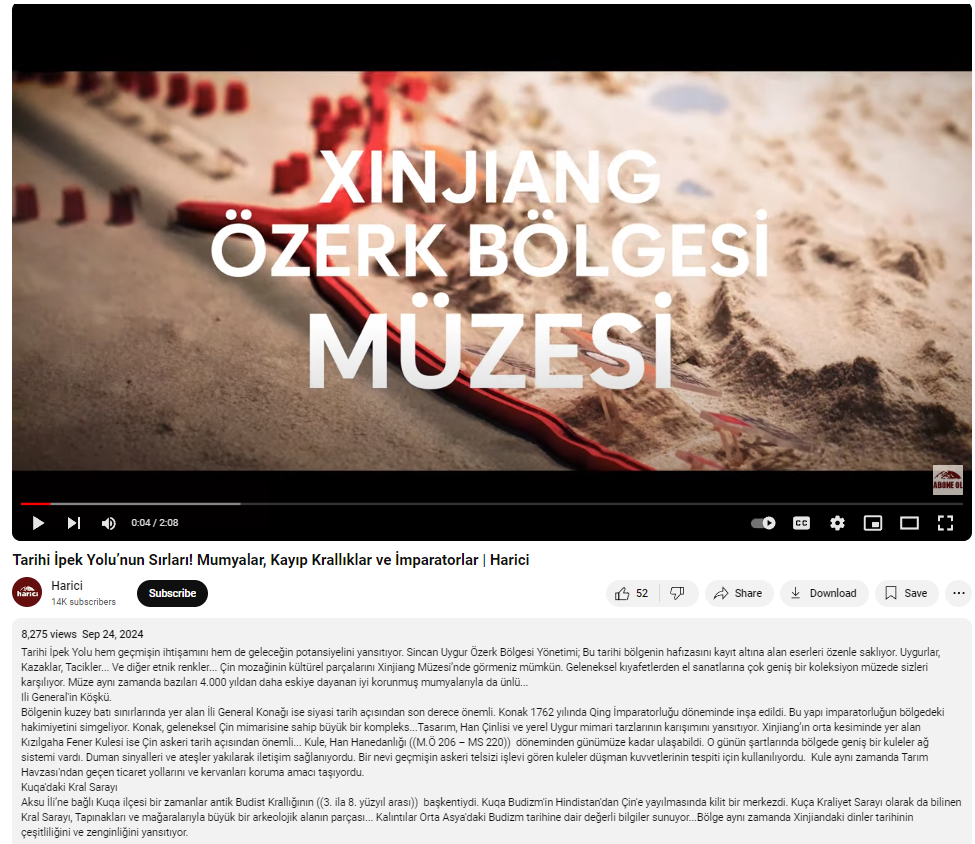 XINJIANG
ÖZERK BÖLGESİ
MÜZESİ
ABONE OL
0:04 / 2:08
CC
Tarihi İpek Yolu’nun Sırları! Mumyalar, Kayıp Krallıklar ve İmparatorlar | Harici
harici
Harici
14K subscribers
Subscribe
52
Share
Download
Save
8,275 views Sep 24, 2024
Tarihi İpek Yolu hem geçmişin ihtişamını hem de geleceğin potansiyelini yansıtıyor. Sincan Uygur Özerk Bölgesi Yönetimi; Bu tarihi bölgenin hafızasını kayıt altına alan eserleri özenle saklıyor. Uygurlar,
Kazaklar, Tacikler... Ve diğer etnik renkler... Çin mozağinin kültürel parçalarını Xinjiang Müzesi’nde görmeniz mümkün. Geleneksel kıyafetlerden el sanatlarına çok geniş bir koleksiyon müzede sizleri
karşılıyor. Müze aynı zamanda bazıları 4.000 yıldan daha eskiye dayanan iyi korunmuş mumyalarıyla da ünlü...
Ili General'in Köşkü.
Bölgenin kuzey batı sınırlarında yer alan İli General Konağı ise siyasi tarih açısından son derece önemli. Konak 1762 yılında Qing İmparatorluğu döneminde inşa edildi. Bu yapı imparatorluğun bölgedeki
hakimiyetini simgeliyor. Konak, geleneksel Çin mimarisine sahip büyük bir kompleks...Tasarım, Han Çinlisi ve yerel Uygur mimari tarzlarının karışımını yansıtıyor. Xinjiang’ın orta kesiminde yer alan
Kızılgaha Fener Kulesi ise Çin askeri tarih açısından önemli... Kule, Han Hanedanlığı ((M.Ö 206 – MS 220)) döneminden günümüze kadar ulaşabildi. O günün şartlarında bölgede geniş bir kuleler ağ
sistemi vardı. Duman sinyalleri ve ateşler yakılarak iletişim sağlanıyordu. Bir nevi geçmişin askeri telsizi işlevi gören kuleler düşman kuvvetlerinin tespiti için kullanılıyordu. Kule aynı zamanda Tarım
Havzası'ndan geçen ticaret yollarını ve kervanları koruma amacı taşıyordu.
Kuqa'daki Kral Sarayı
Aksu İli’ne bağlı Kuqa ilçesi bir zamanlar antik Budist Krallığının ((3. ila 8. yüzyıl arası)) başkentiydi. Kuqa Budizm'in Hindistan'dan Çin'e yayılmasında kilit bir merkezdi. Kuça Kraliyet Sarayı olarak da bilinen
Kral Sarayı, Tapınakları ve mağaralarıyla büyük bir arkeolojik alanın parçası... Kalıntılar Orta Asya'daki Budizm tarihine dair değerli bilgiler sunuyor...Bölge aynı zamanda Xinjiandaki dinler tarihinin
çeşitliliğini ve zenginliğini yansıtıyor.